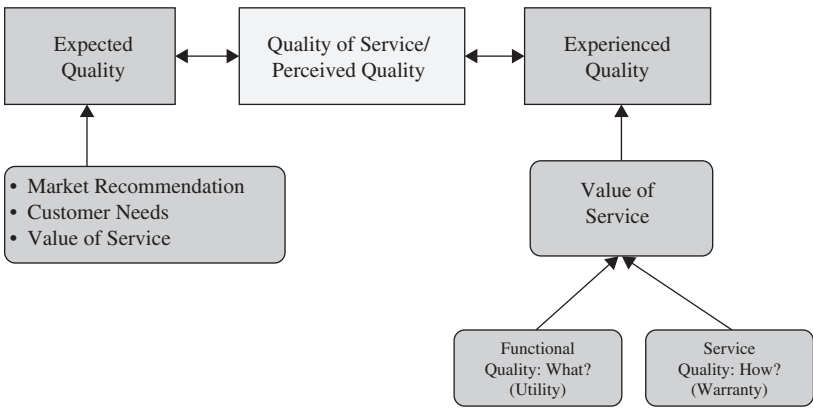 Expected
Quality
Quality of Service/
Perceived Quality
Experienced
Quality
• Market Recommendation
• Customer Needs
• Value of Service
Value of
Service
Functional
Quality: What?
(Utility)
Service
Quality: How?
(Warranty)